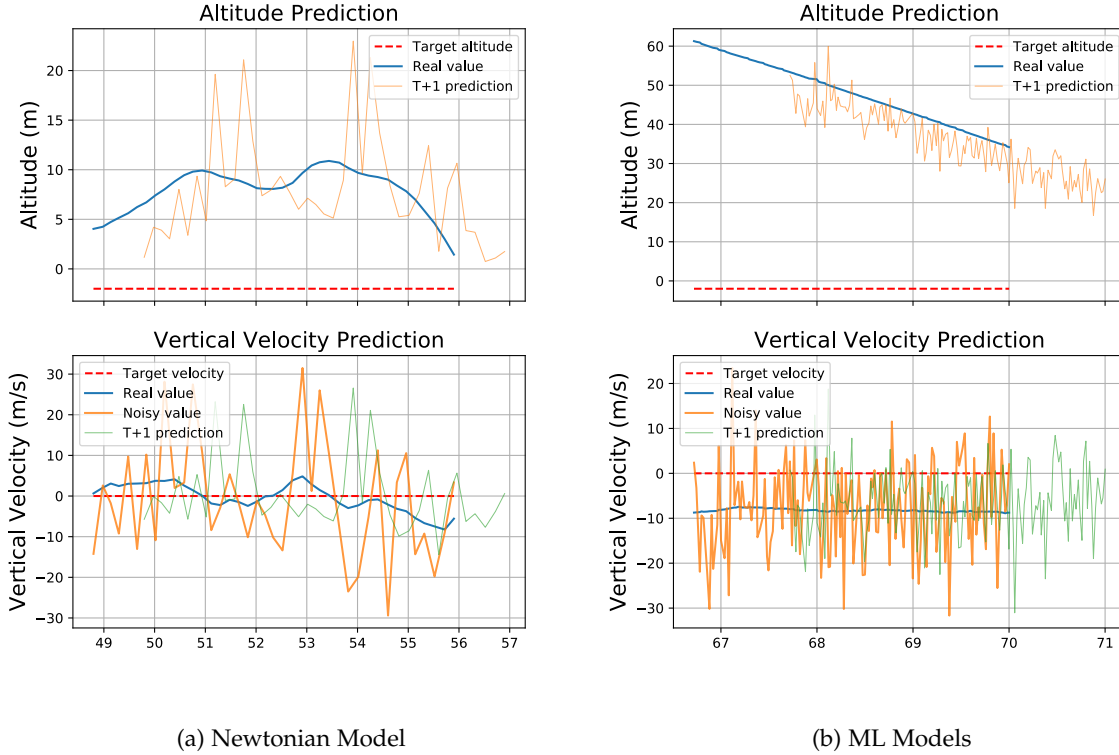 Altitude Prediction
Altitude (m)
20
15
10
5
0
Target altitude
Real value
T+1 prediction
Vertical Velocity Prediction
Vertical Velocity (m/s)
30
20
10
0
−10
−20
−30
Target velocity
Real value
Noisy value
T+1 prediction
49 50 51 52 53 54 55 56 57
(a) Newtonian Model
Altitude Prediction
Altitude (m)
60
50
40
30
20
10
0
Target altitude
Real value
T+1 prediction
Vertical Velocity Prediction
Vertical Velocity (m/s)
20
10
0
−10
−20
−30
Target velocity
Real value
Noisy value
T+1 prediction
67 68 69 70 71
(b) ML Models